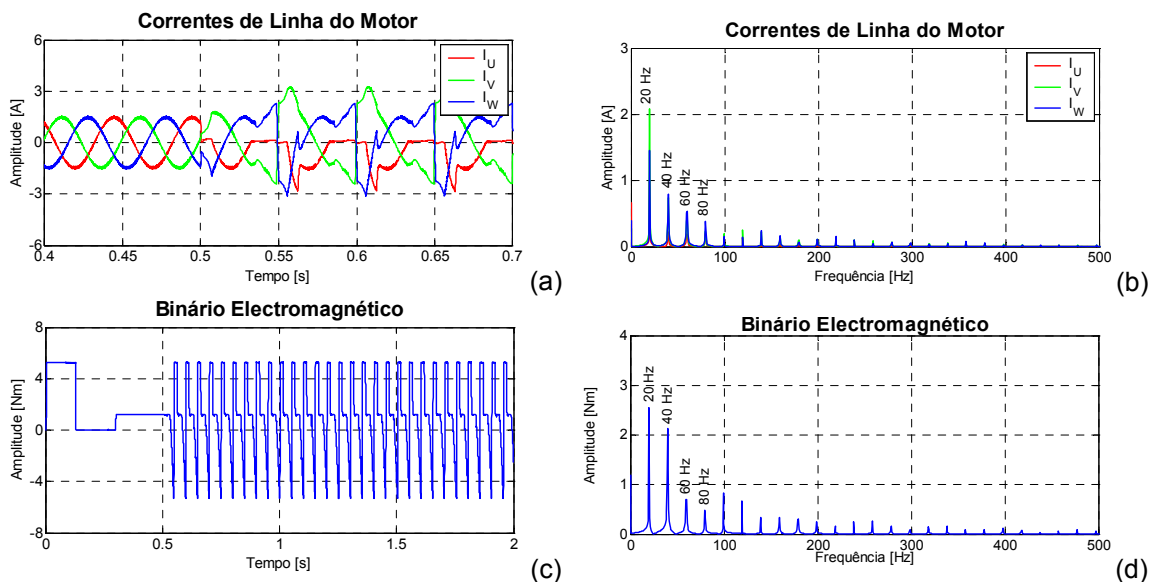 Correntes de Linha do Motor
6
3
0
-3
-6
Amplitude [A]
I_U
I_V
I_W
0.4 0.45 0.5 0.55 0.6 0.65 0.7
Tempo [s]
(a)
Correntes de Linha do Motor
3
2
1
0
Amplitude [A]
20 Hz
40 Hz
60 Hz
80 Hz
I_U
I_V
I_W
0 100 200 300 400 500
Frequência [Hz]
(b)
Binário Electromagnético
8
4
0
-4
-8
Amplitude [Nm]
0 0.5 1 1.5 2
Tempo [s]
(c)
Binário Electromagnético
4
3
2
1
0
Amplitude [Nm]
20 Hz
40 Hz
60 Hz
80 Hz
0 100 200 300 400 500
Frequência [Hz]
(d)